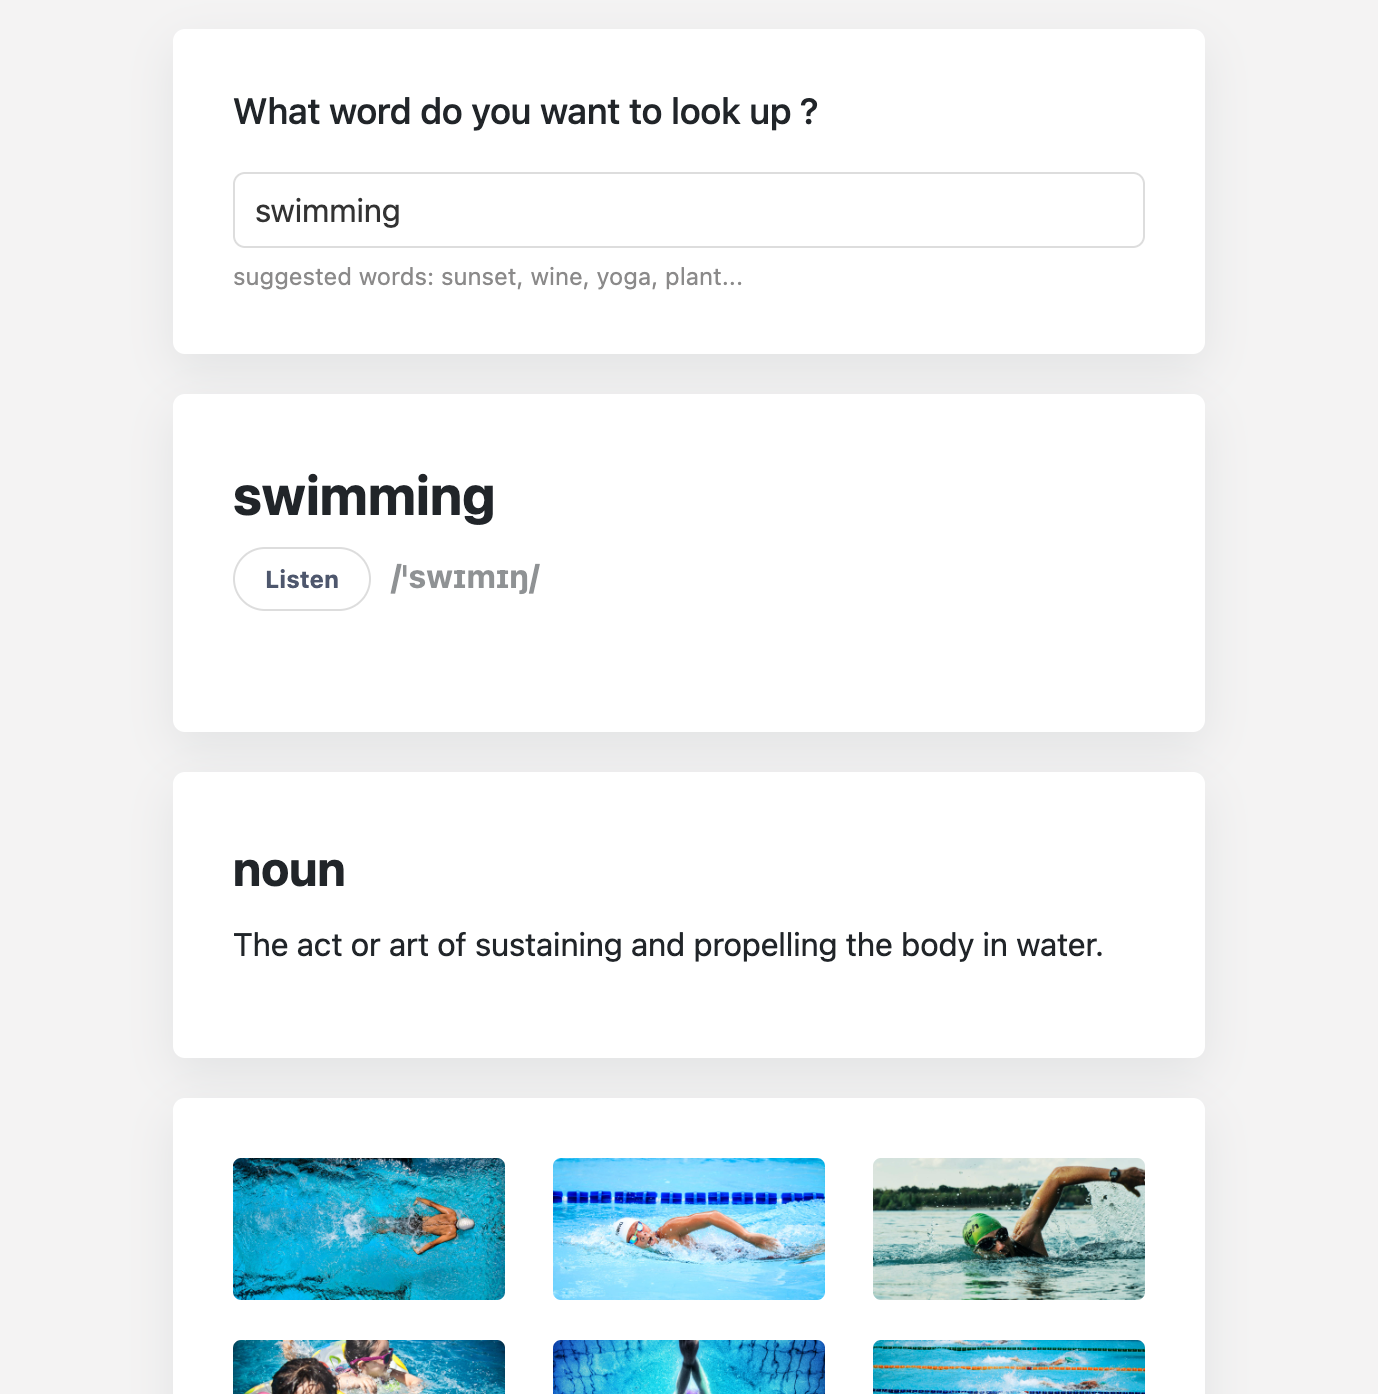 What word do you want to look up ?
swimming
suggested words: sunset, wine, yoga, plant...
swimming
Listen
/ˈswɪmɪŋ/
noun
The act or art of sustaining and propelling the body in water.